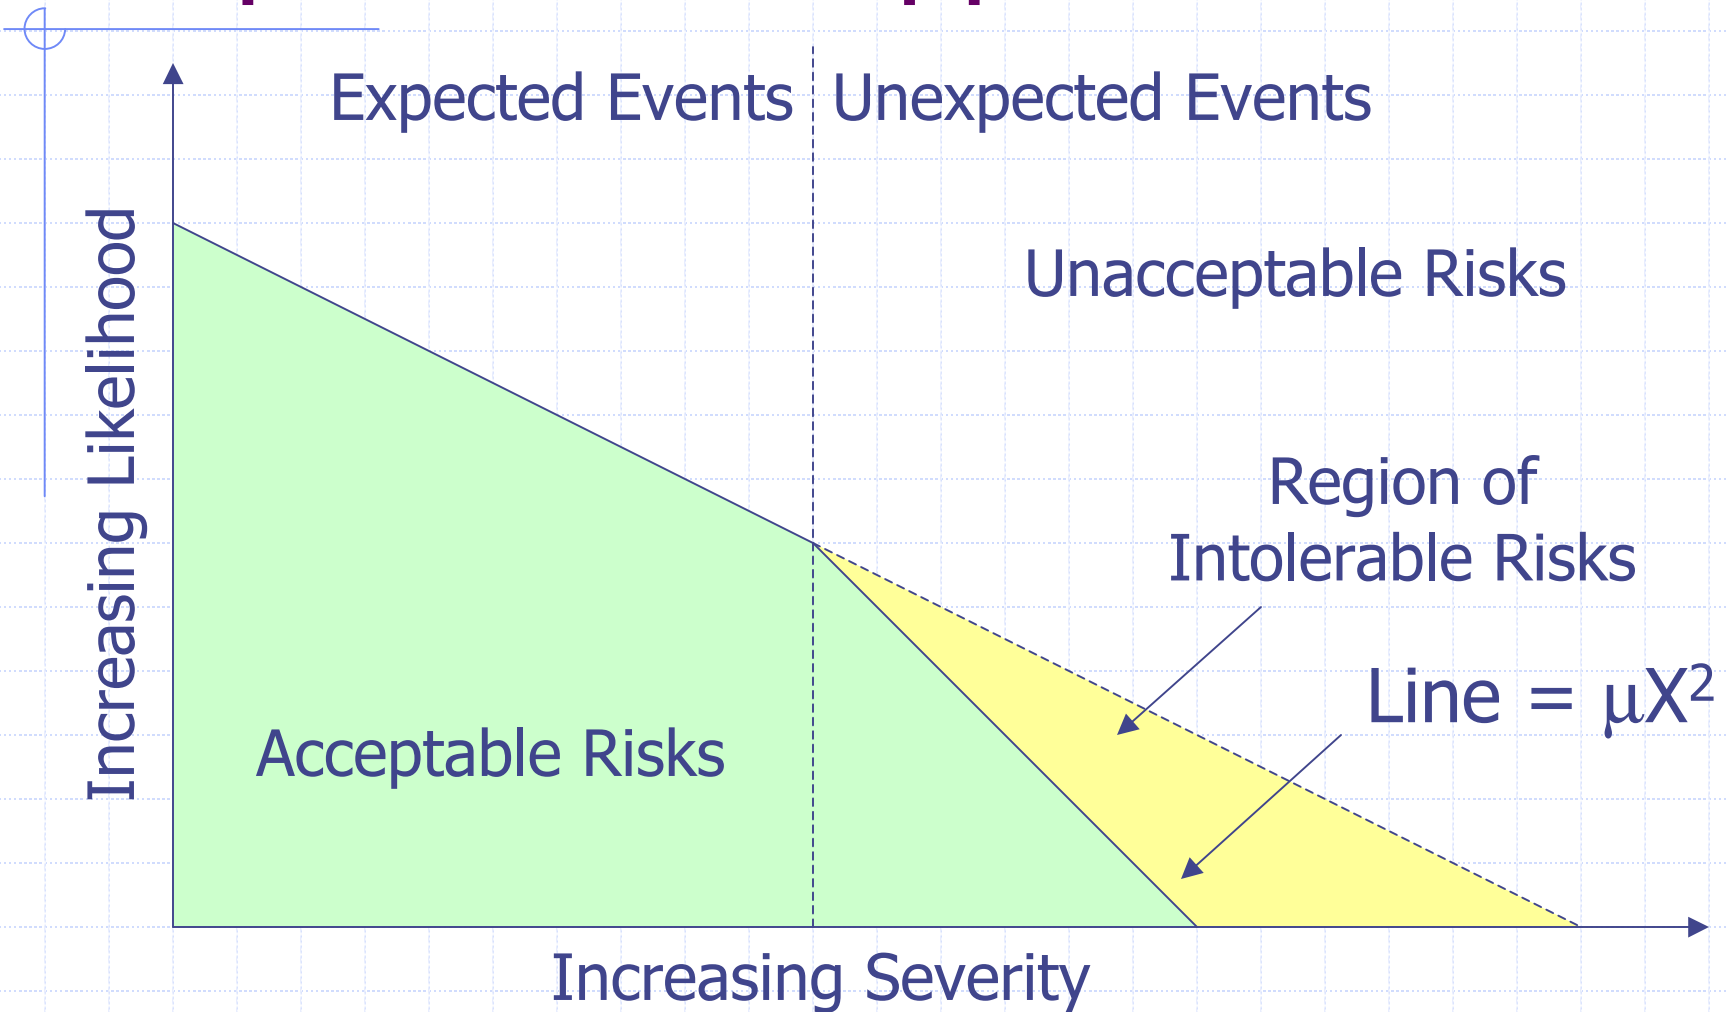 Expected Events
Unexpected Events
Unacceptable Risks
Increasing Likelihood
Region of
Intolerable Risks
Line = μX²
Acceptable Risks
Increasing Severity